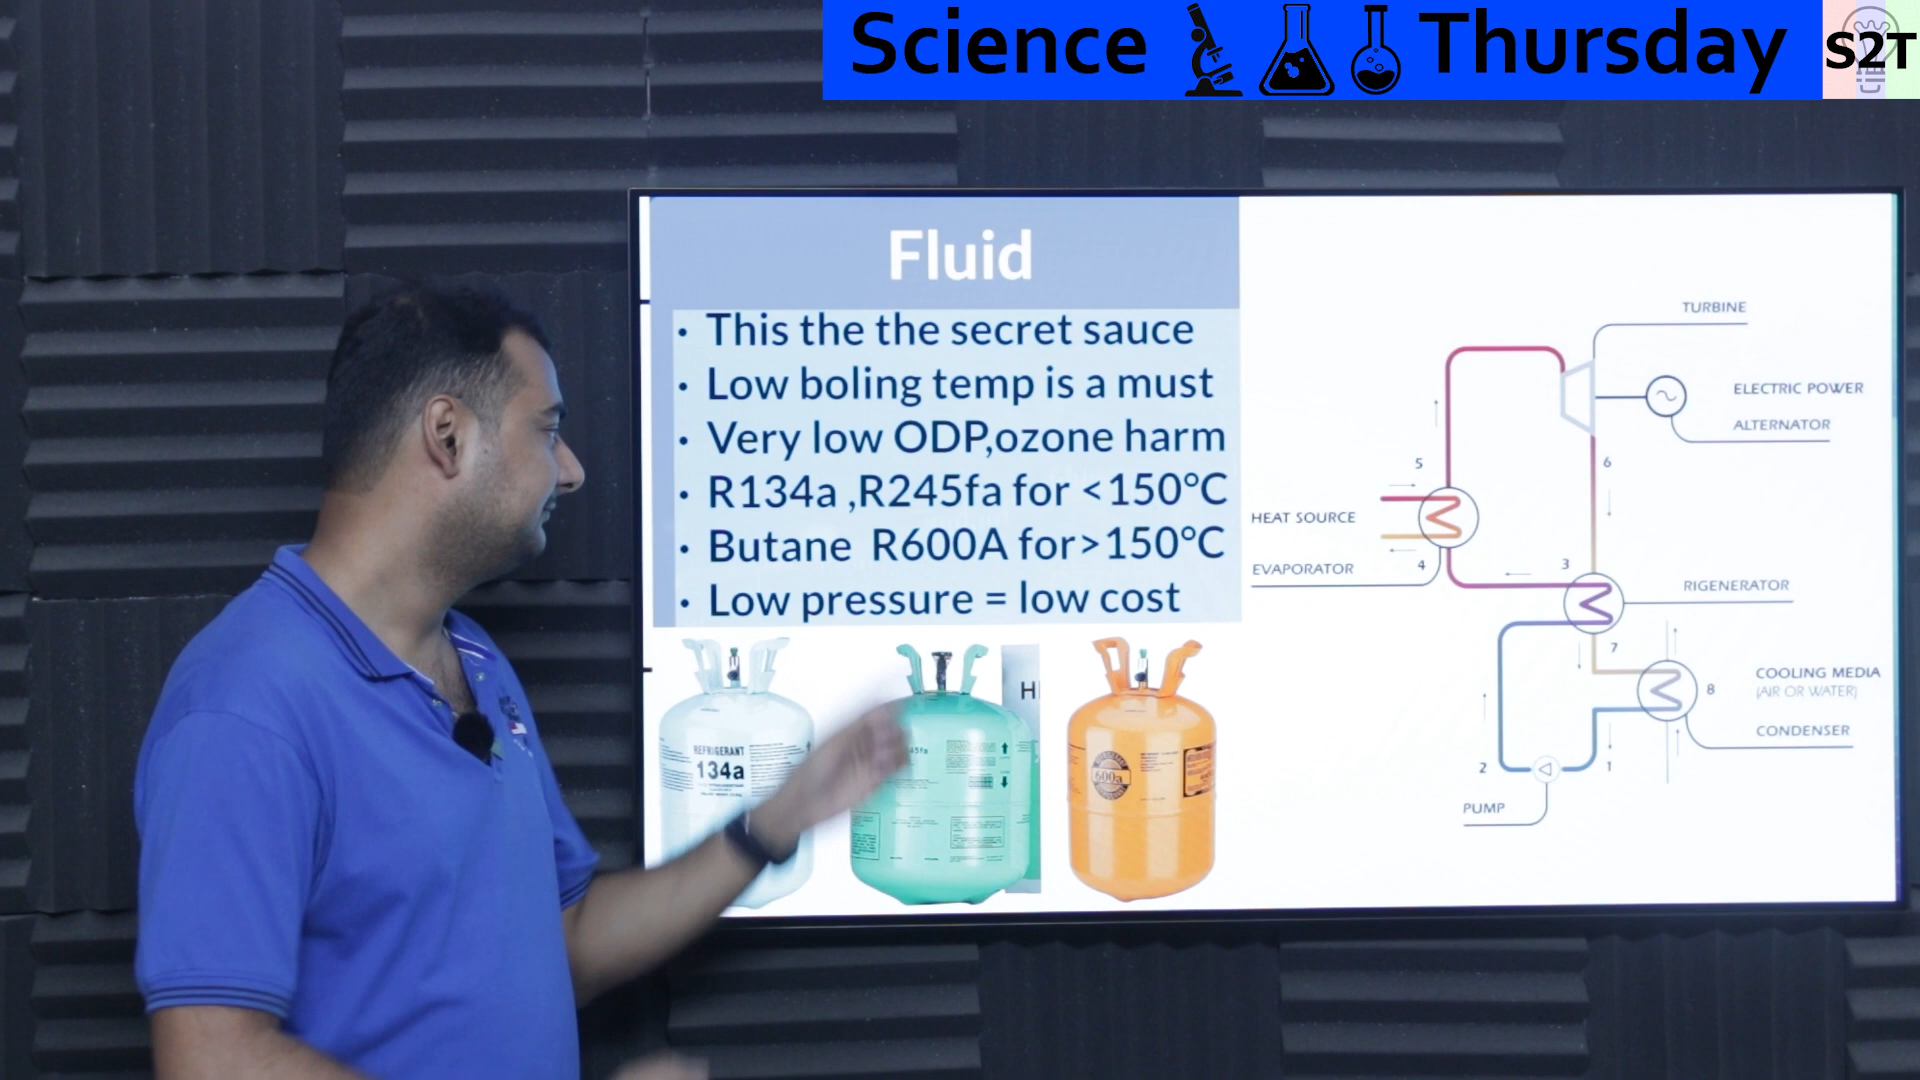 Science Thursday
S2T
Fluid
• This the the secret sauce
• Low boling temp is a must
• Very low ODP,ozone harm
• R134a ,R245fa for <150°C
• Butane R600A for>150°C
• Low pressure = low cost
REFRIGERANT
134a
45fa
H
600a
TURBINE
ELECTRIC POWER
ALTERNATOR
5
6
HEAT SOURCE
EVAPORATOR
4
3
RIGENERATOR
7
COOLING MEDIA
(AIR OR WATER)
8
CONDENSER
2
1
PUMP